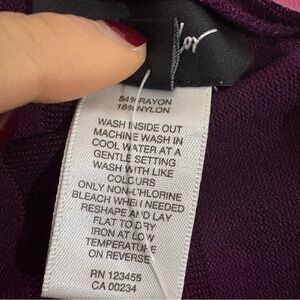 84% RAYON
16% NYLON
WASH INSIDE OUT
MACHINE WASH IN
COOL WATER AT A
GENTLE SETTING
WASH WITH LIKE
COLOURS
ONLY NON-CHLORINE
BLEACH WHEN NEEDED
RESHAPE AND LAY
FLAT TO DRY
IRON AT LOW
TEMPERATURE
ON REVERSE
RN 123455
CA 00234